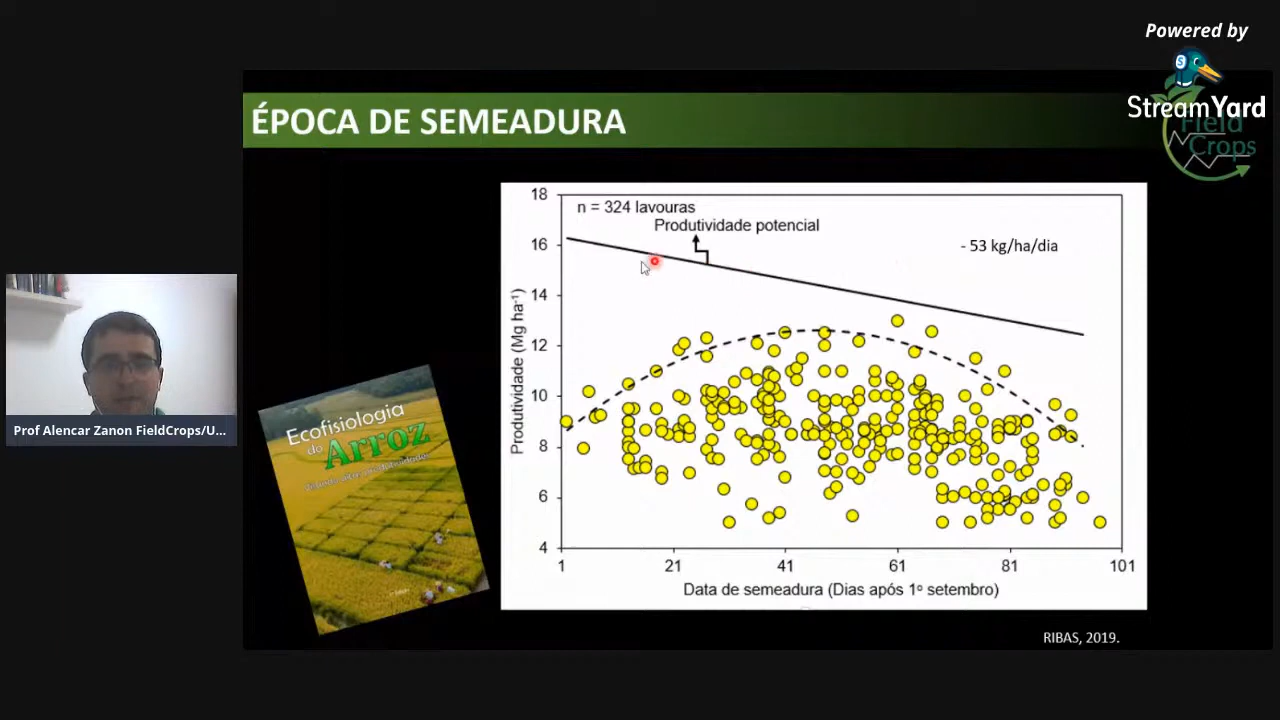 Powered by
StreamYard
Field
Crops
ÉPOCA DE SEMEADURA
18
16
14
12
10
8
6
4
Produtividade (Mg ha⁻¹)
n = 324 lavouras
Produtividade potencial
- 53 kg/ha/dia
1
21
41
61
81
101
Data de semeadura (Dias após 1º setembro)
Ecofisiologia
do Arroz
RIBAS, 2019.
Prof Alencar Zanon FieldCrops/U...